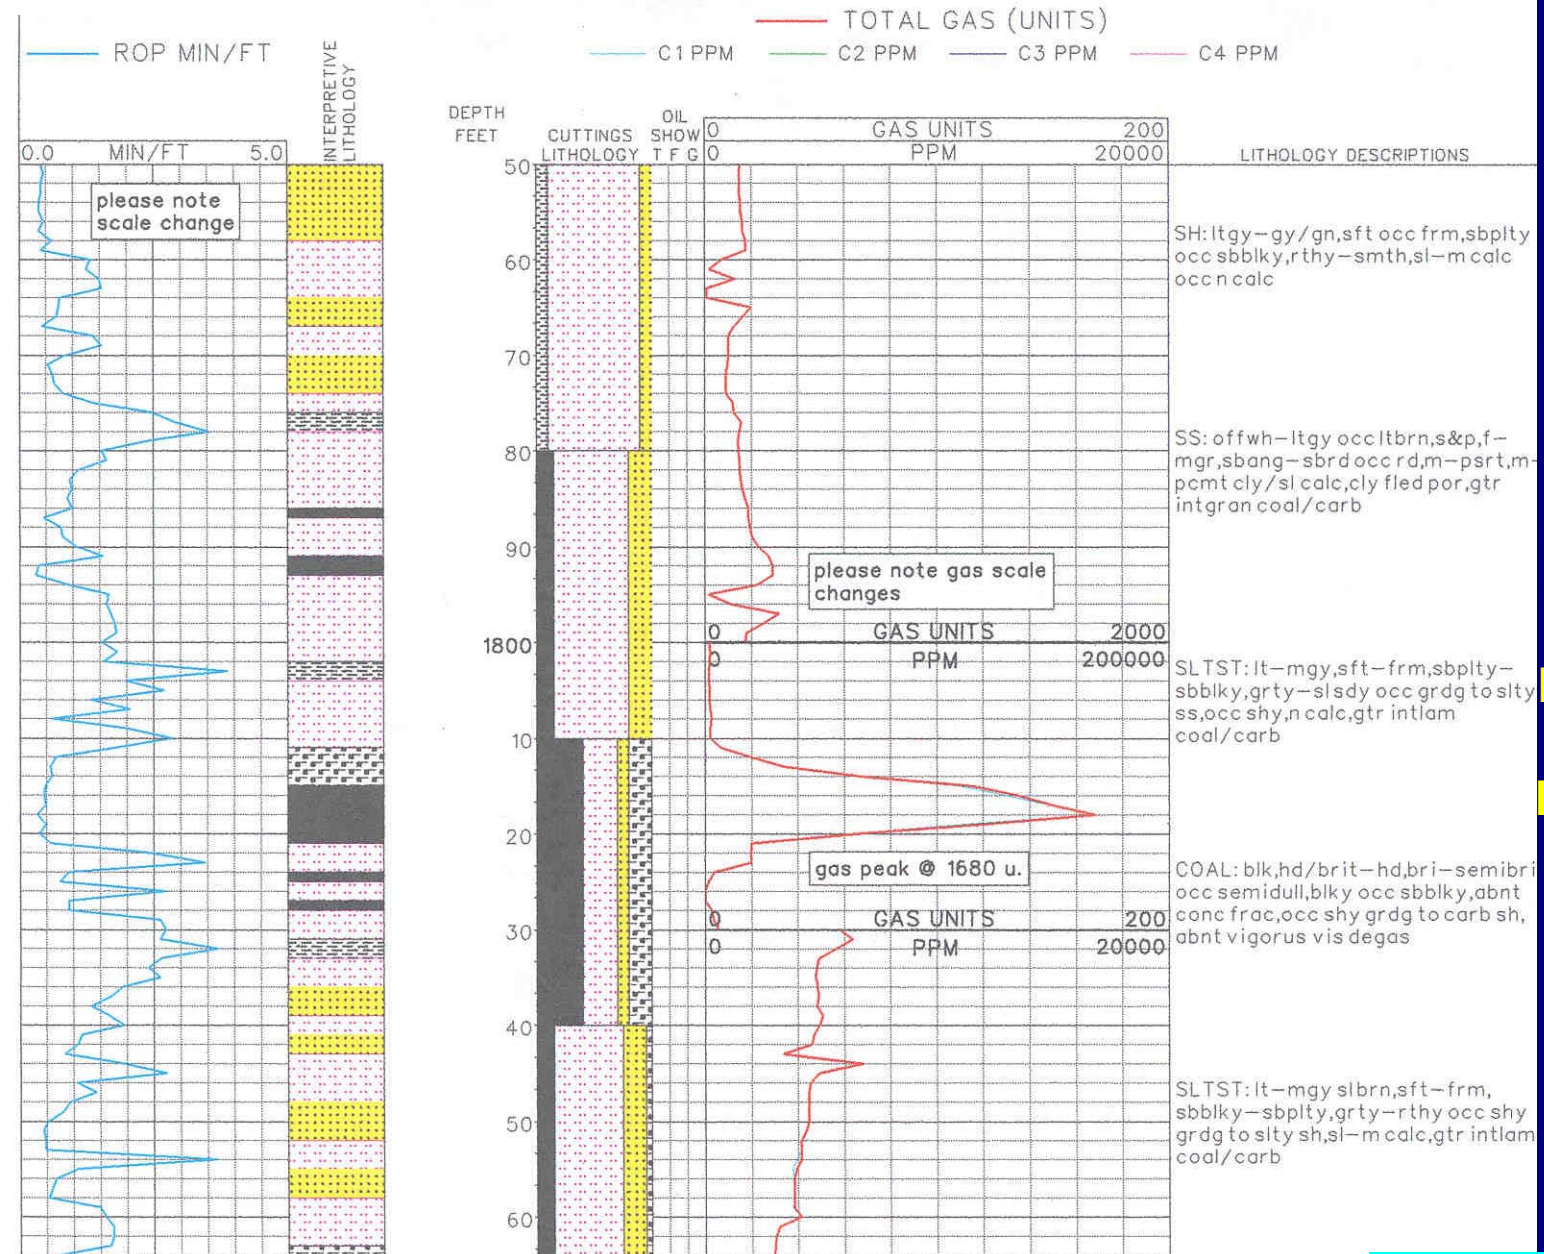 TOTAL GAS (UNITS)
ROP MIN/FT
C1 PPM C2 PPM C3 PPM C4 PPM
INTERPRETIVE
LITHOLOGY
DEPTH
FEET
CUTTINGS
LITHOLOGY
OIL
SHOW
T F G
0 GAS UNITS 200
0 PPM 20000
0.0 MIN/FT 5.0
LITHOLOGY DESCRIPTIONS
50
please note
scale change
SH: ltgy-gy/gn,sft occ frm,sbplty
occ sbblky,rthy-smth,sl-m calc
occ n calc
60
70
SS: offwh-ltgy occ ltbrn,s&p,f-
mgr,sbang-sbrd occ rd,m-psrt,m-
pcmt cly/sl calc,cly fled por,gtr
intgran coal/carb
80
90
please note gas scale
changes
1800
0 GAS UNITS 2000
0 PPM 200000
SLTST: lt-mgy,sft-frm,sbplty-
sbblky,grty-slsdy occ grdg to slty
ss,occ shy,n calc,gtr intlam
coal/carb
10
20
gas peak @ 1680 u.
COAL: blk,hd/brit-hd,bri-semibri
occ semidull,blky occ sbblky,abnt
conc frac,occ shy grdg to carb sh,
abnt vigorus vis degas
0 GAS UNITS 200
30
0 PPM 20000
40
SLTST: lt-mgy slbrn,sft-frm,
sbblky-sbplty,grty-rthy occ shy
grdg to slty sh,sl-m calc,gtr intlam
coal/carb
50
60